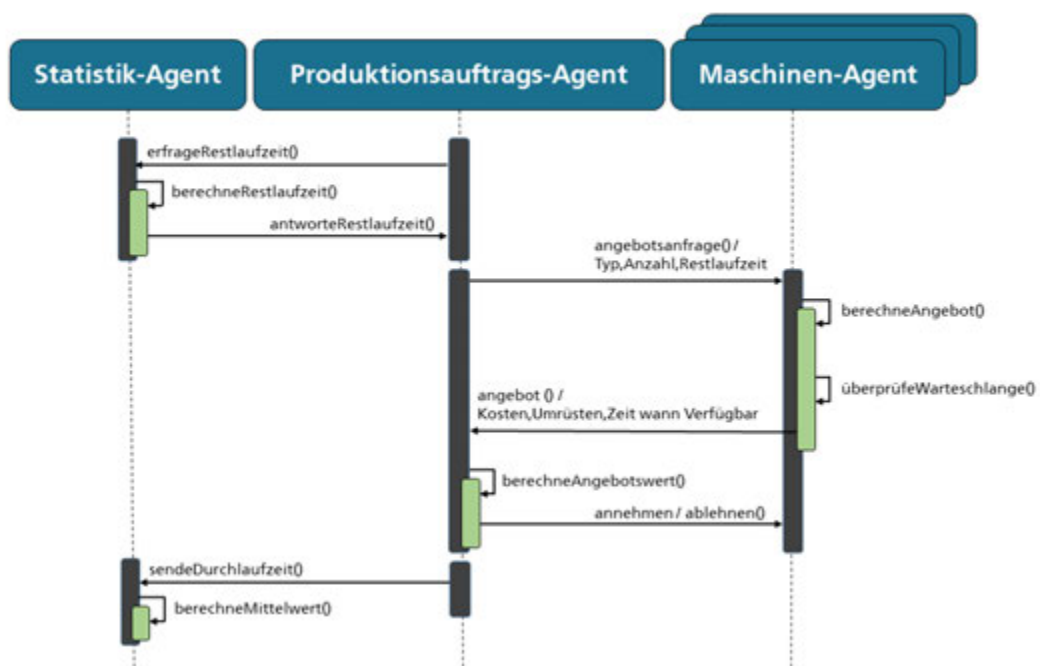 Statistik-Agent
Produktionsauftrags-Agent
Maschinen-Agent
erfrageRestlaufzeit()
berechneRestlaufzeit()
antworteRestlaufzeit()
angebotsanfrage() /
Typ,Anzahl,Restlaufzeit
berechneAngebot()
überprüfeWarteschlange()
angebot () /
Kosten,Umrüsten,Zeit wann Verfügbar
berechneAngebotswert()
annehmen / ablehnen()
sendeDurchlaufzeit()
berechneMittelwert()